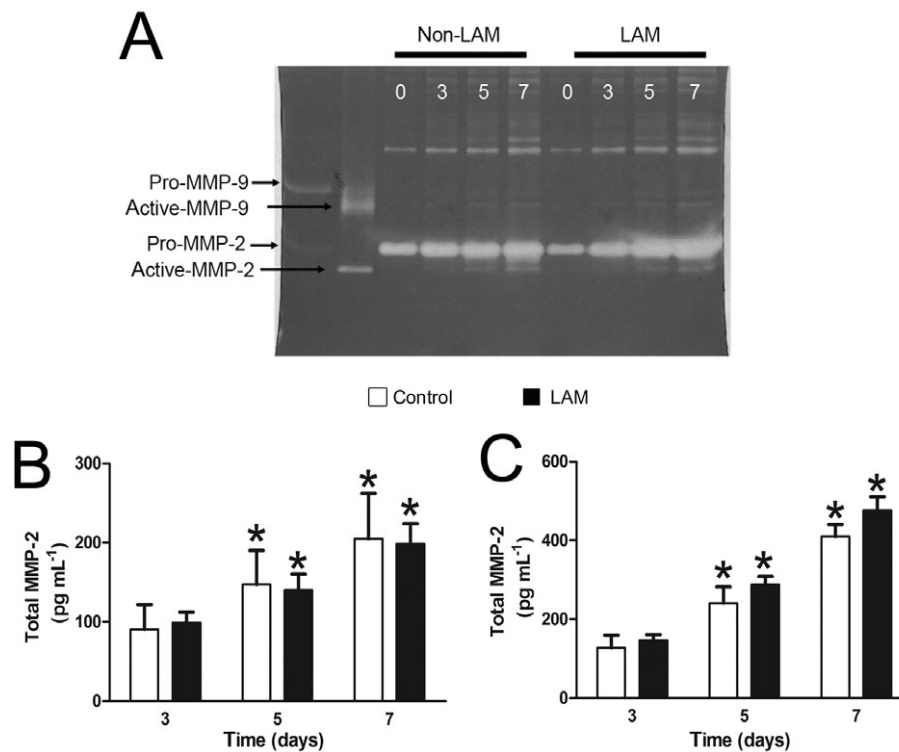 A
Non-LAM LAM
0 3 5 7 0 3 5 7
Pro-MMP-9
Active-MMP-9
Pro-MMP-2
Active-MMP-2
Control LAM
B
Total MMP-2
(pg mL⁻¹)
300
200
100
0
* * * *
3 5 7
Time (days)
C
Total MMP-2
(pg mL⁻¹)
600
400
200
0
* * * *
3 5 7
Time (days)